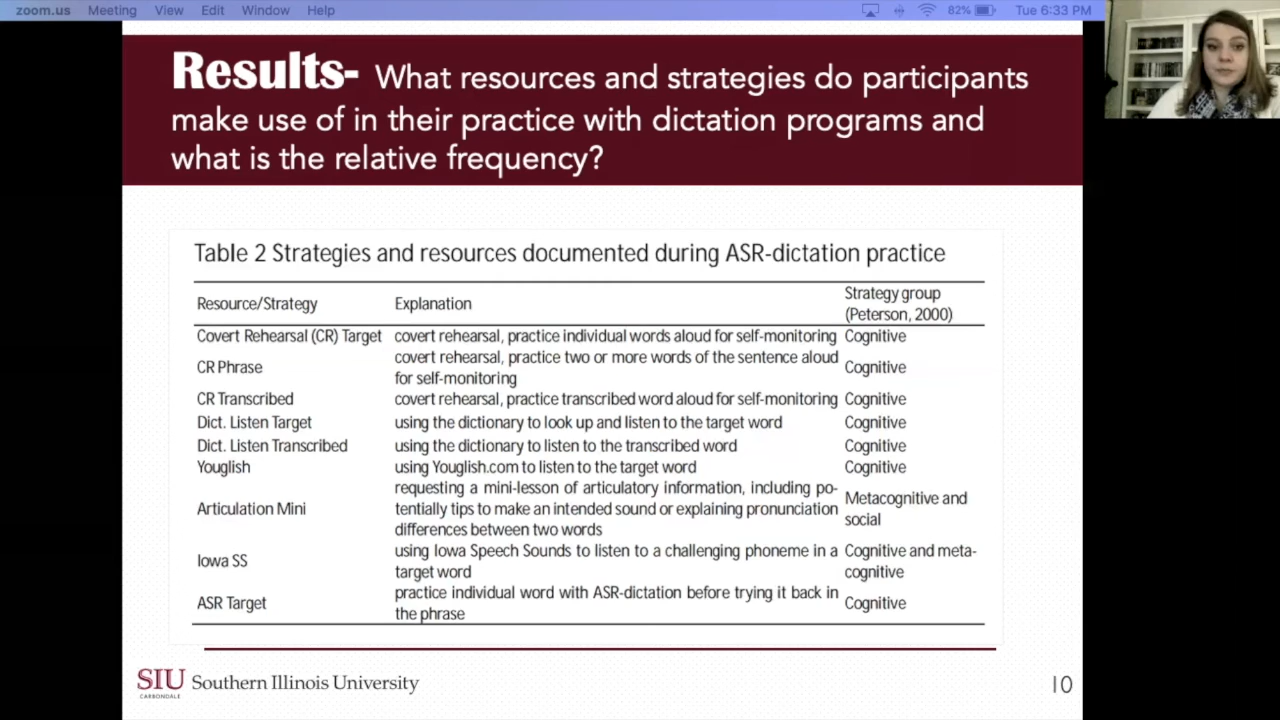 zoom.us Meeting View Edit Window Help 82% Tue 6:33 PM
Results- What resources and strategies do participants
make use of in their practice with dictation programs and
what is the relative frequency?
Table 2 Strategies and resources documented during ASR-dictation practice
Resource/Strategy Explanation Strategy group
(Peterson, 2000)
Covert Rehearsal (CR) Target covert rehearsal, practice individual words aloud for self-monitoring Cognitive
CR Phrase covert rehearsal, practice two or more words of the sentence aloud
for self-monitoring Cognitive
CR Transcribed covert rehearsal, practice transcribed word aloud for self-monitoring Cognitive
Dict. Listen Target using the dictionary to look up and listen to the target word Cognitive
Dict. Listen Transcribed using the dictionary to listen to the transcribed word Cognitive
Youglish using Youglish.com to listen to the target word Cognitive
Articulation Mini requesting a mini-lesson of articulatory information, including po-
tentially tips to make an intended sound or explaining pronunciation
differences between two words Metacognitive and
social
Iowa SS using Iowa Speech Sounds to listen to a challenging phoneme in a
target word Cognitive and meta-
cognitive
ASR Target practice individual word with ASR-dictation before trying it back in
the phrase Cognitive
SIU Southern Illinois University
CARBONDALE
10